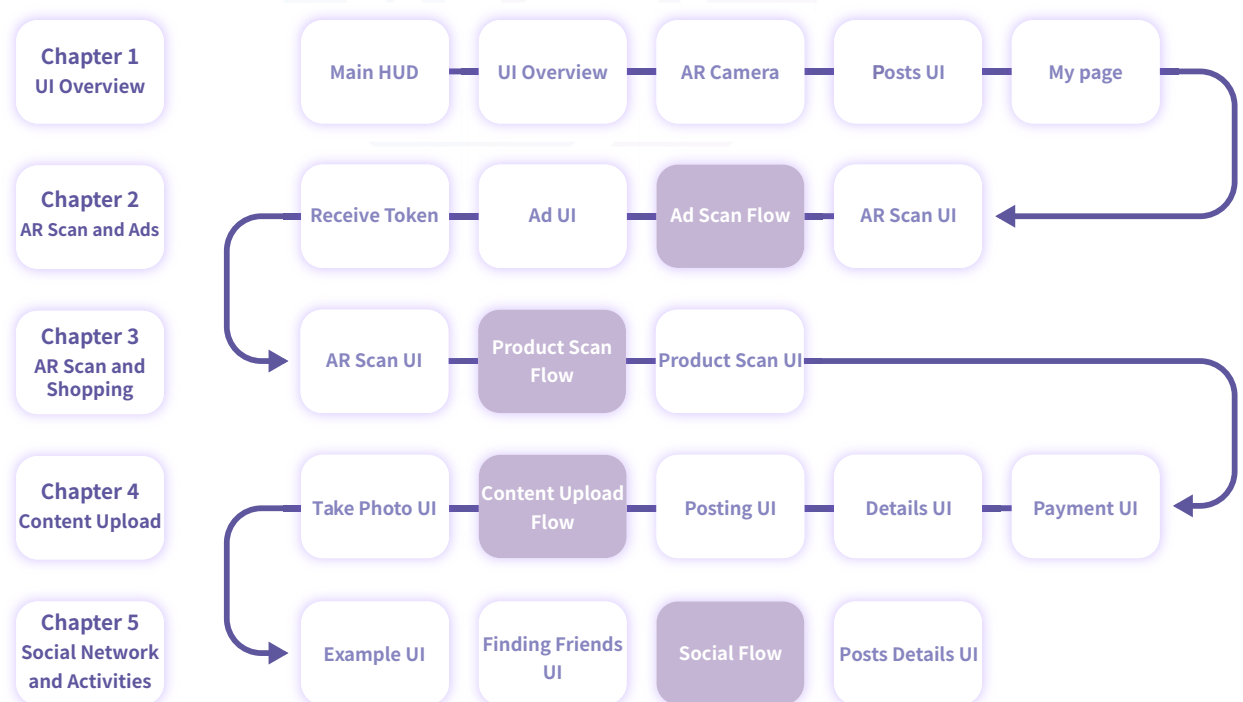 Chapter 1
UI Overview
Main HUD
UI Overview
AR Camera
Posts UI
My page
Chapter 2
AR Scan and Ads
Receive Token
Ad UI
Ad Scan Flow
AR Scan UI
Chapter 3
AR Scan and
Shopping
AR Scan UI
Product Scan
Flow
Product Scan UI
Chapter 4
Content Upload
Take Photo UI
Content Upload
Flow
Posting UI
Details UI
Payment UI
Chapter 5
Social Network
and Activities
Example UI
Finding Friends
UI
Social Flow
Posts Details UI